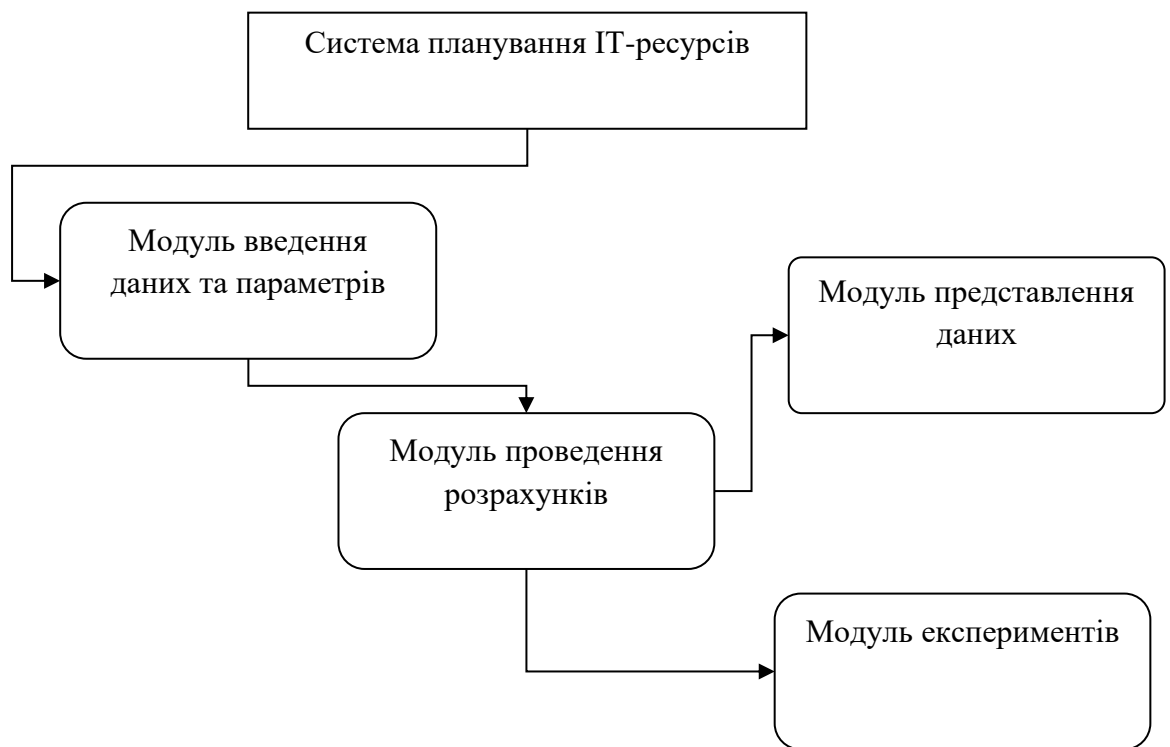 Система планування ІТ-ресурсів
Модуль введення
даних та параметрів
Модуль представлення
даних
Модуль проведення
розрахунків
Модуль експериментів